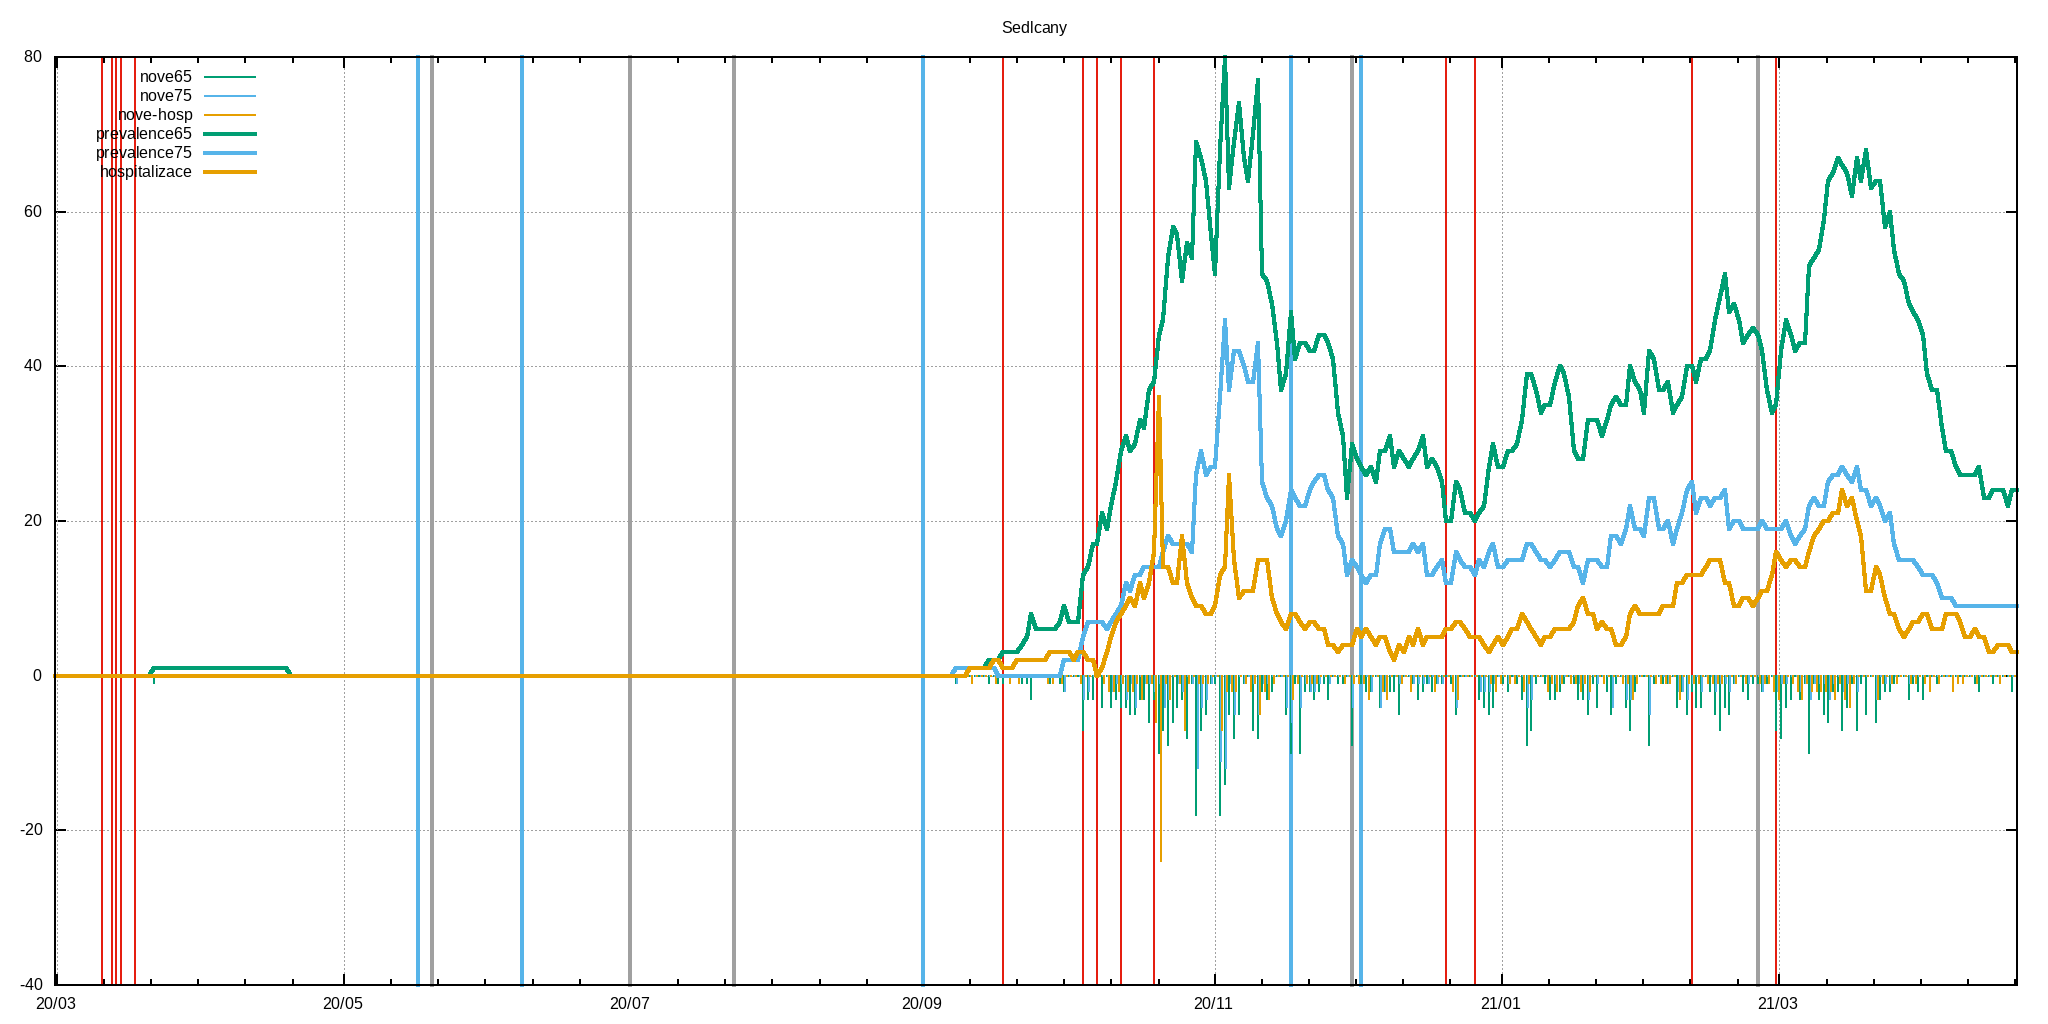 Sedlcany
80
60
40
20
0
-20
-40
nove65
nove75
nove-hosp
prevalence65
prevalence75
hospitalizace
20/03 20/05 20/07 20/09 20/11 21/01 21/03